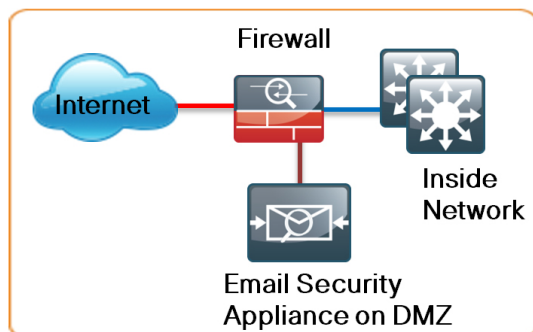 Firewall
Internet
Inside
Network
Email Security
Appliance on DMZ